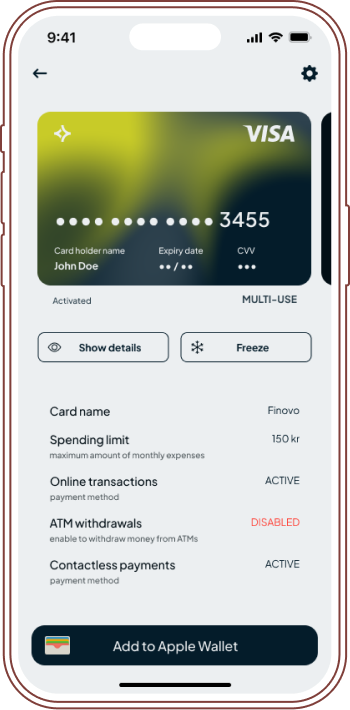 9:41
VISA
•••• •••• •••• 3455
Card holder name Expiry date CVV
John Doe •• / •• •••
Activated MULTI-USE
Show details Freeze
Card name Finovo
Spending limit 150 kr
maximum amount of monthly expenses
Online transactions ACTIVE
payment method
ATM withdrawals DISABLED
enable to withdraw money from ATMs
Contactless payments ACTIVE
payment method
Add to Apple Wallet